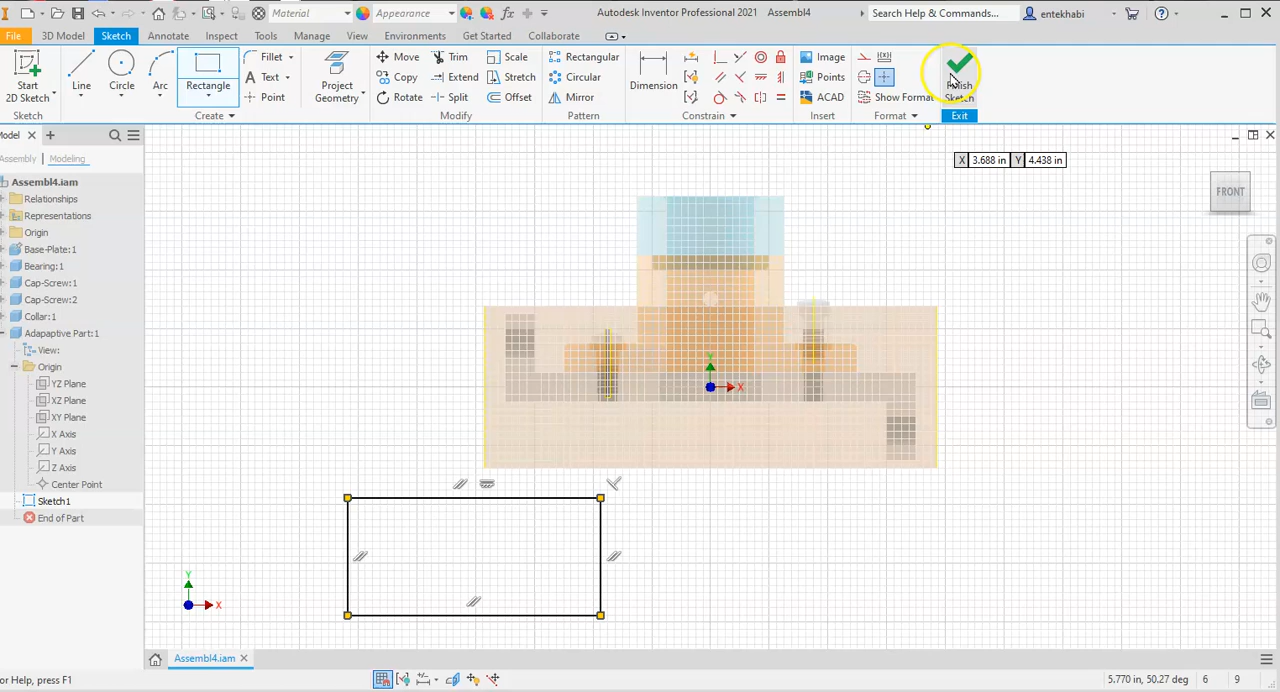 Material
Appearance
fx
Autodesk Inventor Professional 2021 Assembl4
Search Help & Commands...
entekhabi
File
3D Model
Sketch
Annotate
Inspect
Tools
Manage
View
Environments
Get Started
Collaborate
Start
2D Sketch
Line
Circle
Arc
Rectangle
Fillet
Text
Point
Project
Geometry
Move
Copy
Rotate
Trim
Extend
Split
Scale
Stretch
Offset
Rectangular
Circular
Mirror
Dimension
Image
Points
ACAD
Show Format
Finish
Sketch
Sketch
Create
Modify
Pattern
Constrain
Insert
Format
Exit
Model
Assembly
Modeling
Assembl4.iam
Relationships
Representations
Origin
Base-Plate:1
Bearing:1
Cap-Screw:1
Cap-Screw:2
Collar:1
Adapaptive Part:1
View:
Origin
YZ Plane
XZ Plane
XY Plane
X Axis
Y Axis
Z Axis
Center Point
Sketch1
End of Part
X 3.688 in Y 4.438 in
FRONT
Y
X
Y
X
Assembl4.iam
or Help, press F1
5.770 in, 50.27 deg
6
9